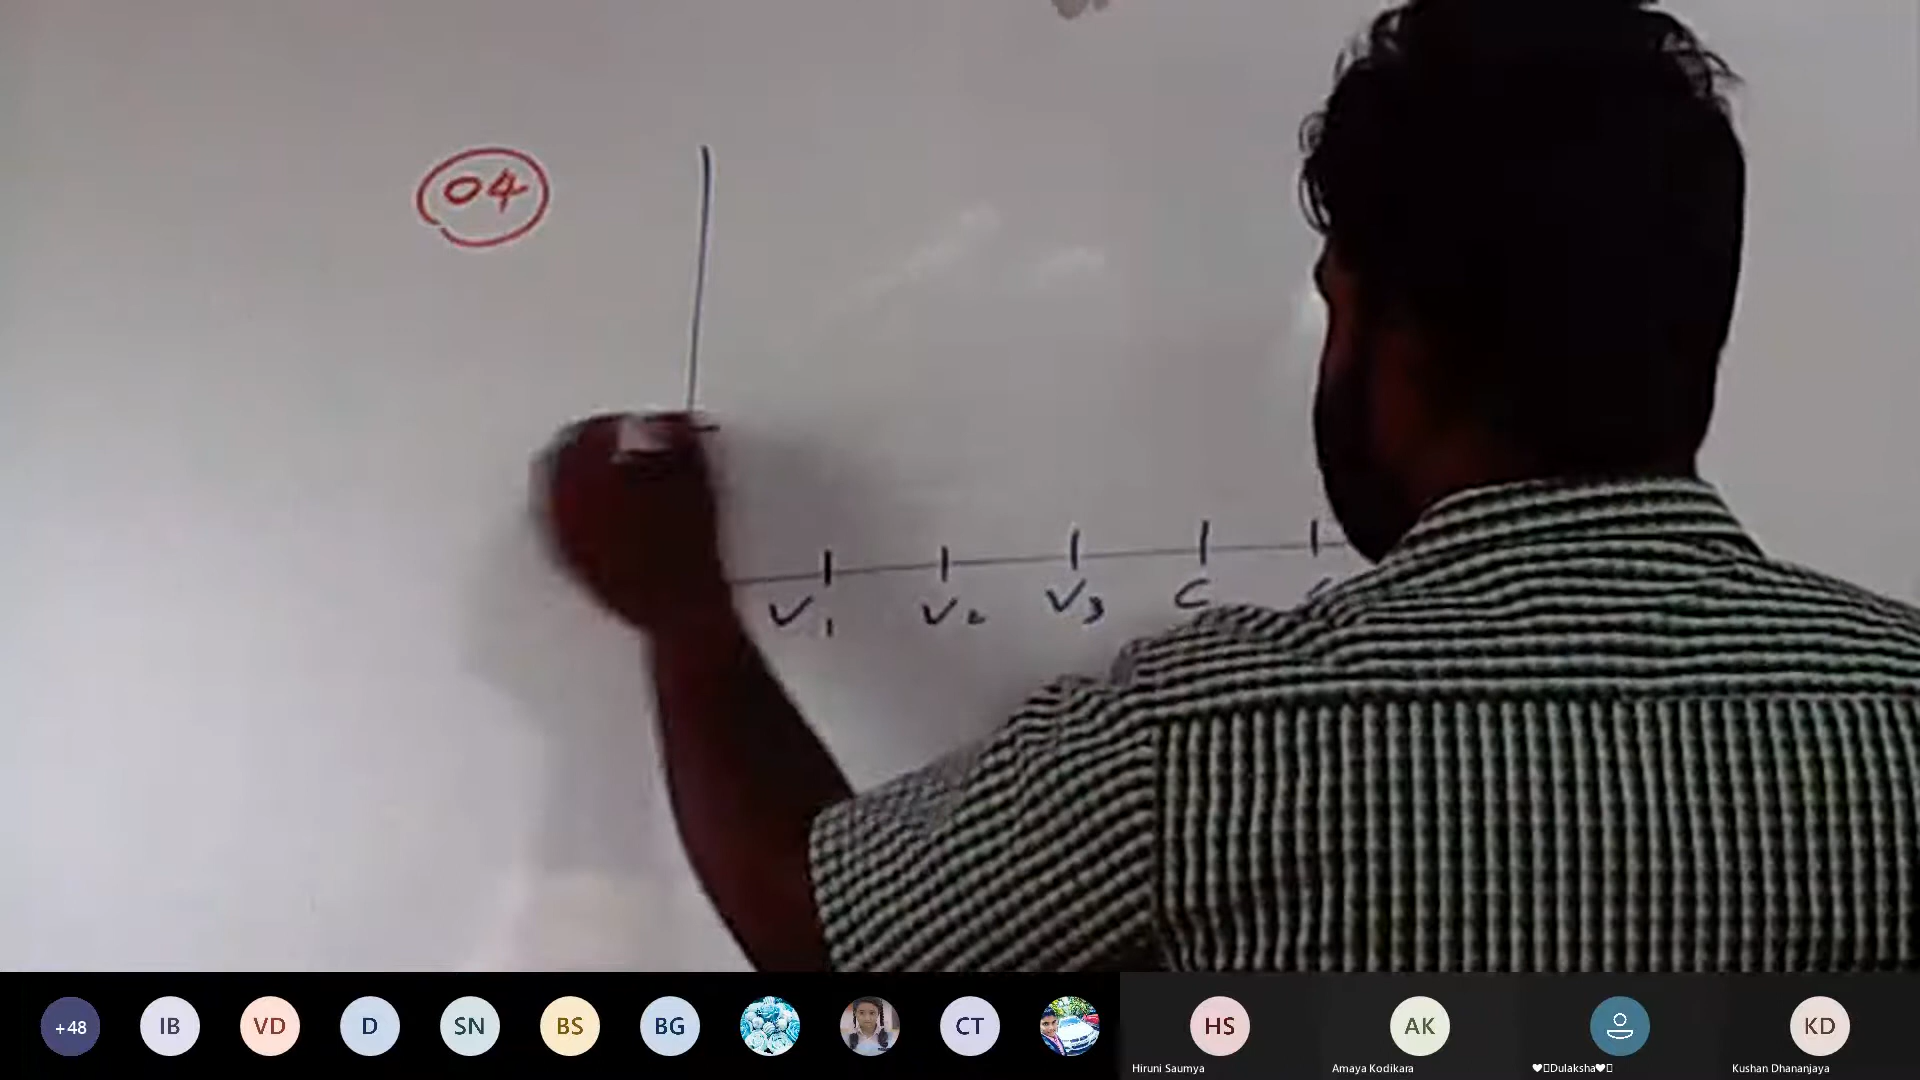 04
V₁ V₂ V₃ C
+48 IB VD D SN BS BG CT HS AK KD
Hiruni Saumya Amaya Kodikara ❤Dulaksha❤ Kushan Dhananjaya